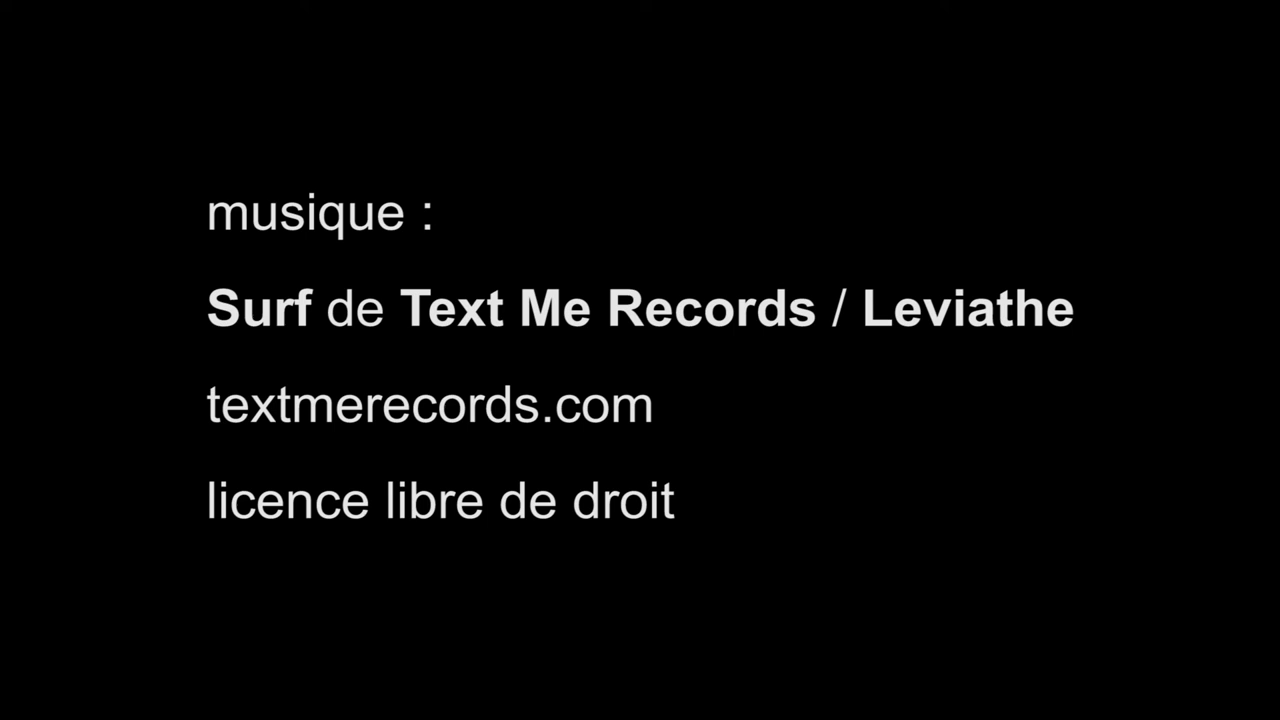 musique :
Surf de Text Me Records / Leviathe
textmerecords.com
licence libre de droit